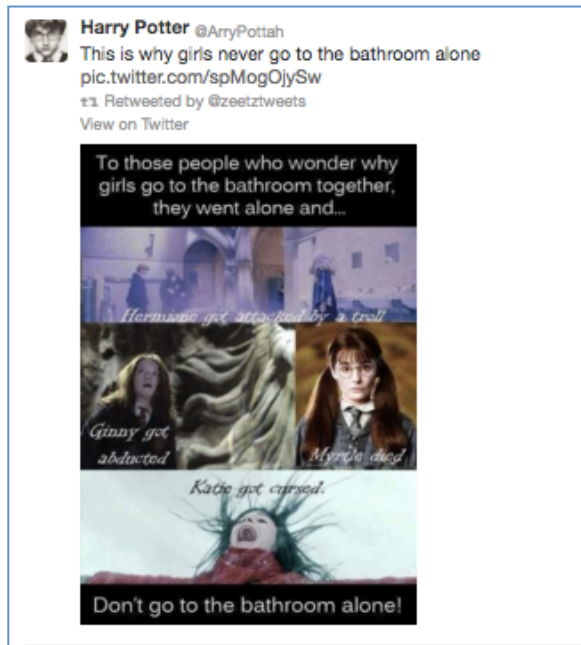 Harry Potter @ArryPottah
This is why girls never go to the bathroom alone
pic.twitter.com/spMogOjySw
Retweeted by @zeetztweets
View on Twitter
To those people who wonder why
girls go to the bathroom together,
they went alone and...
Hermione got attacked by a troll
Ginny got
abducted
Myrtle died
Katie got cursed.
Don't go to the bathroom alone!